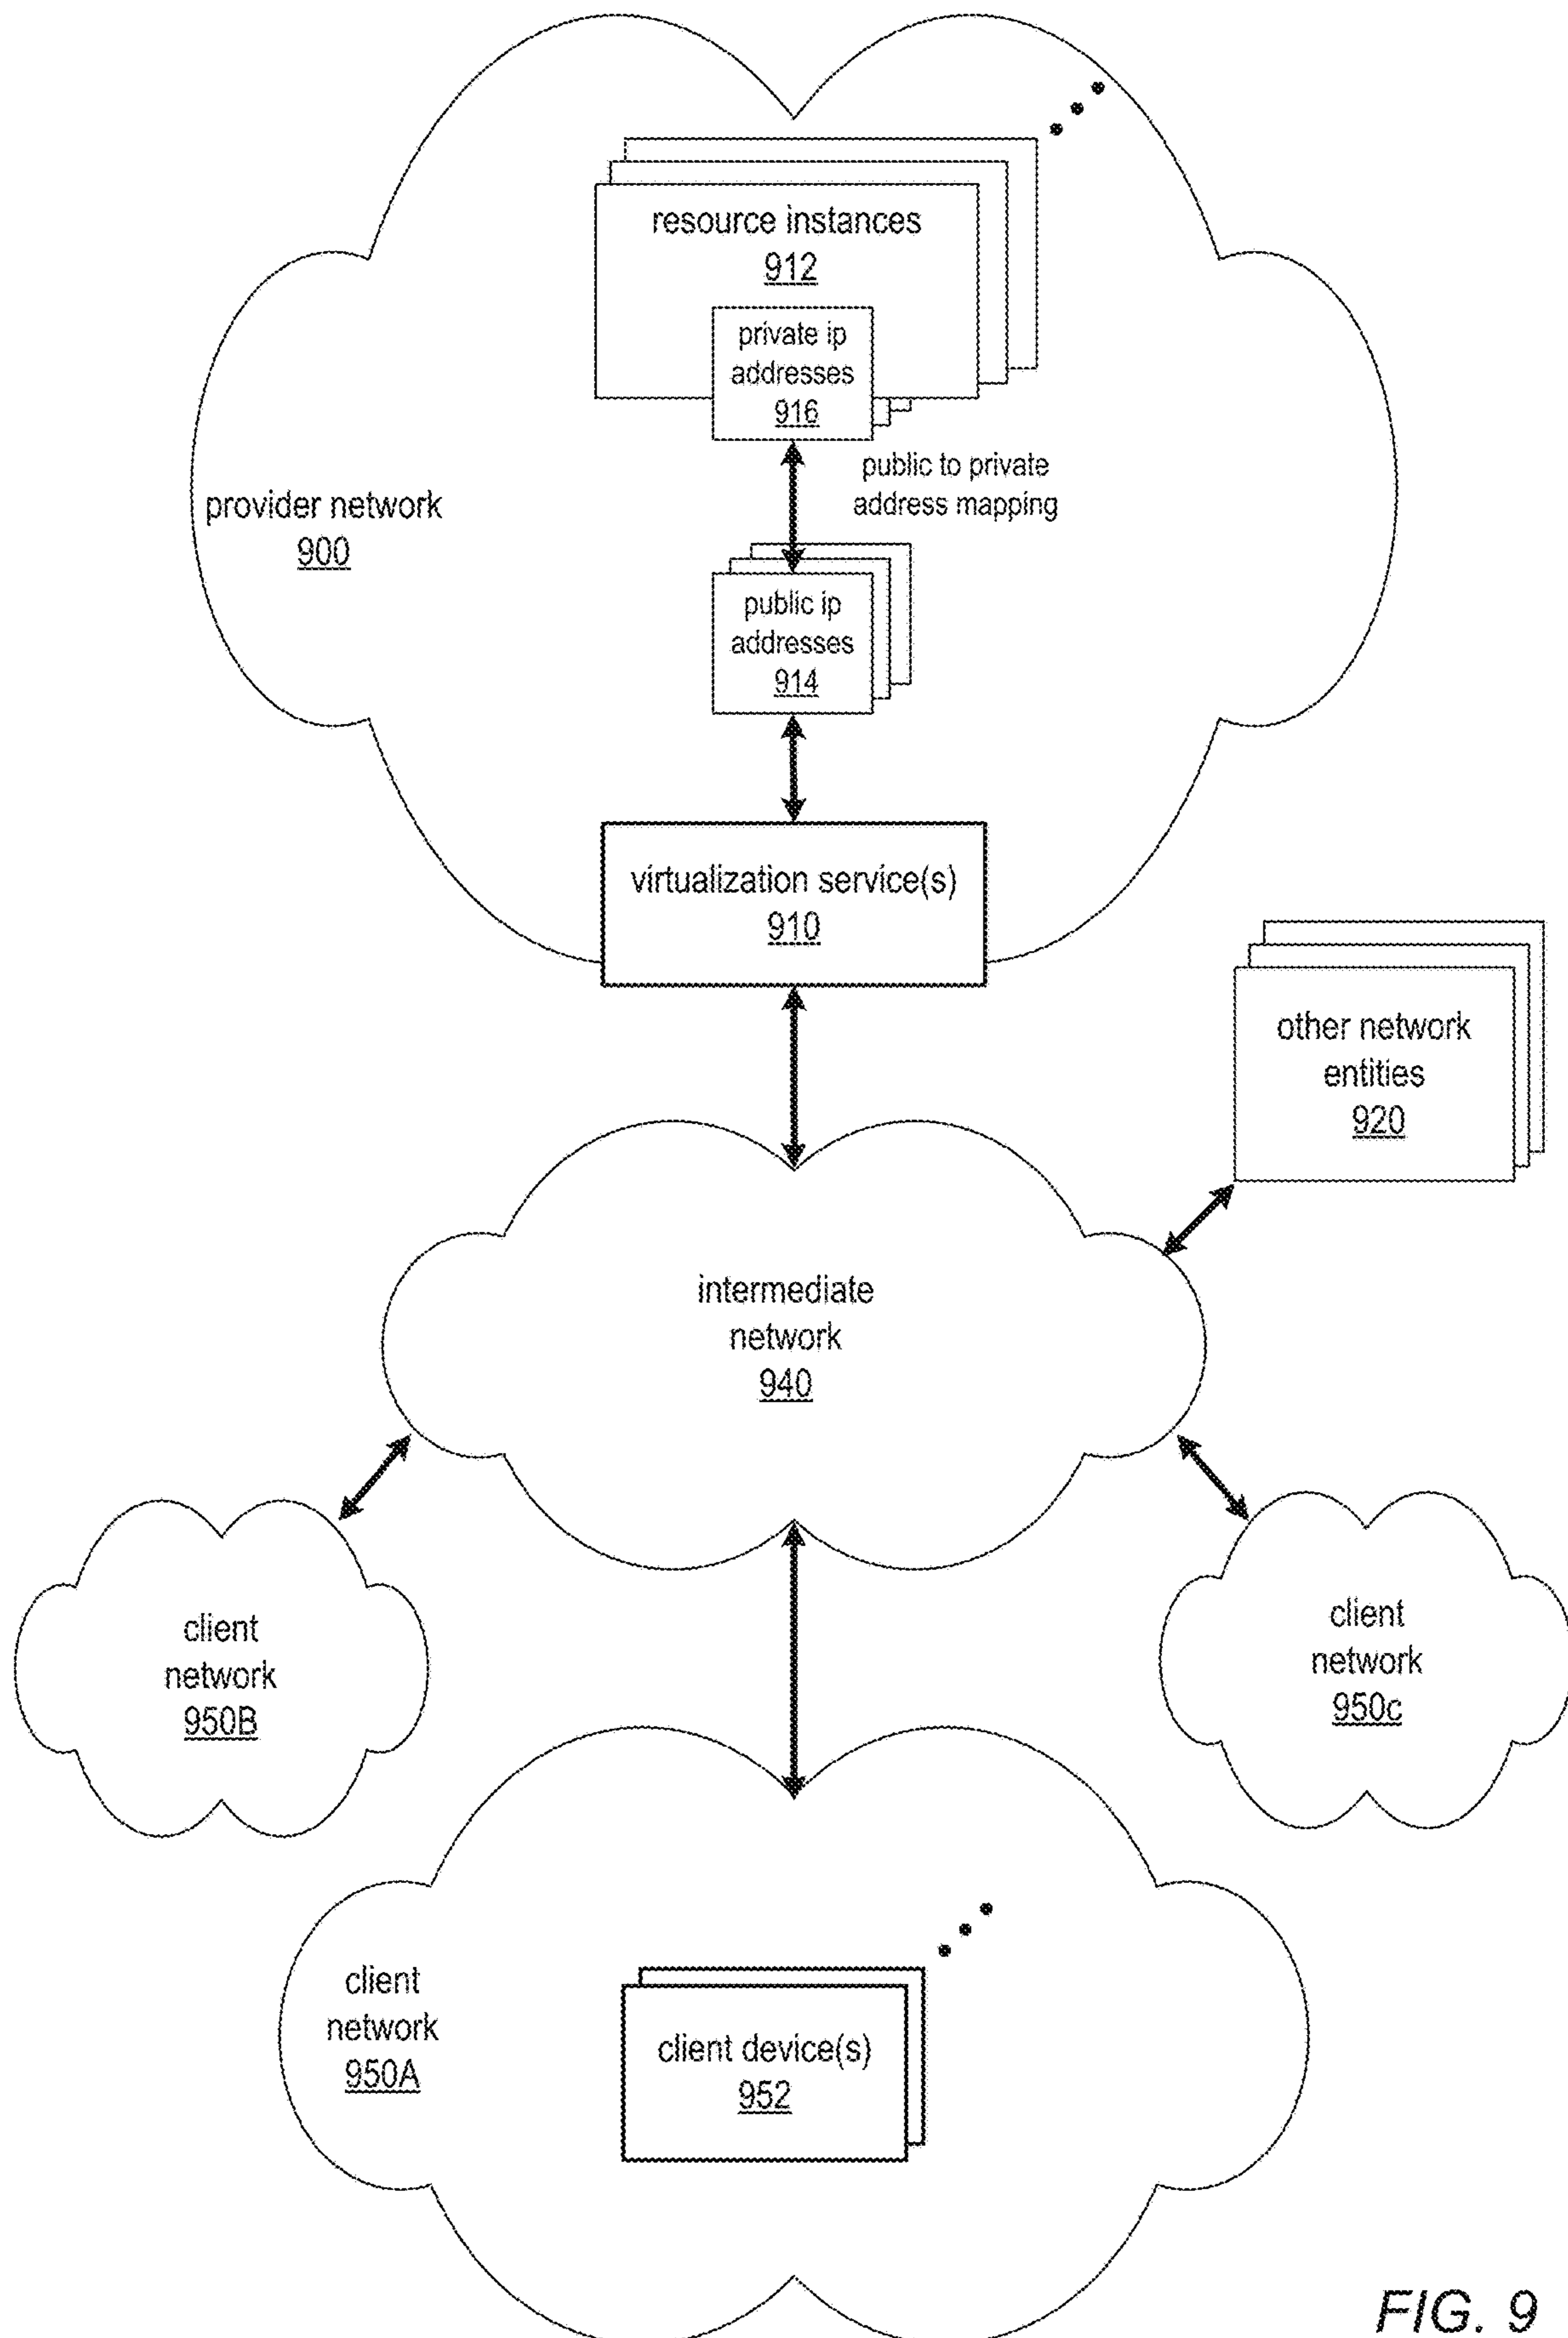 resource instances
912
private ip
addresses
916
public to private
address mapping
provider network
900
public ip
addresses
914
virtualization service(s)
910
other network
entities
920
intermediate
network
940
client
network
950B
client
network
950c
client
network
950A
client device(s)
952
FIG. 9